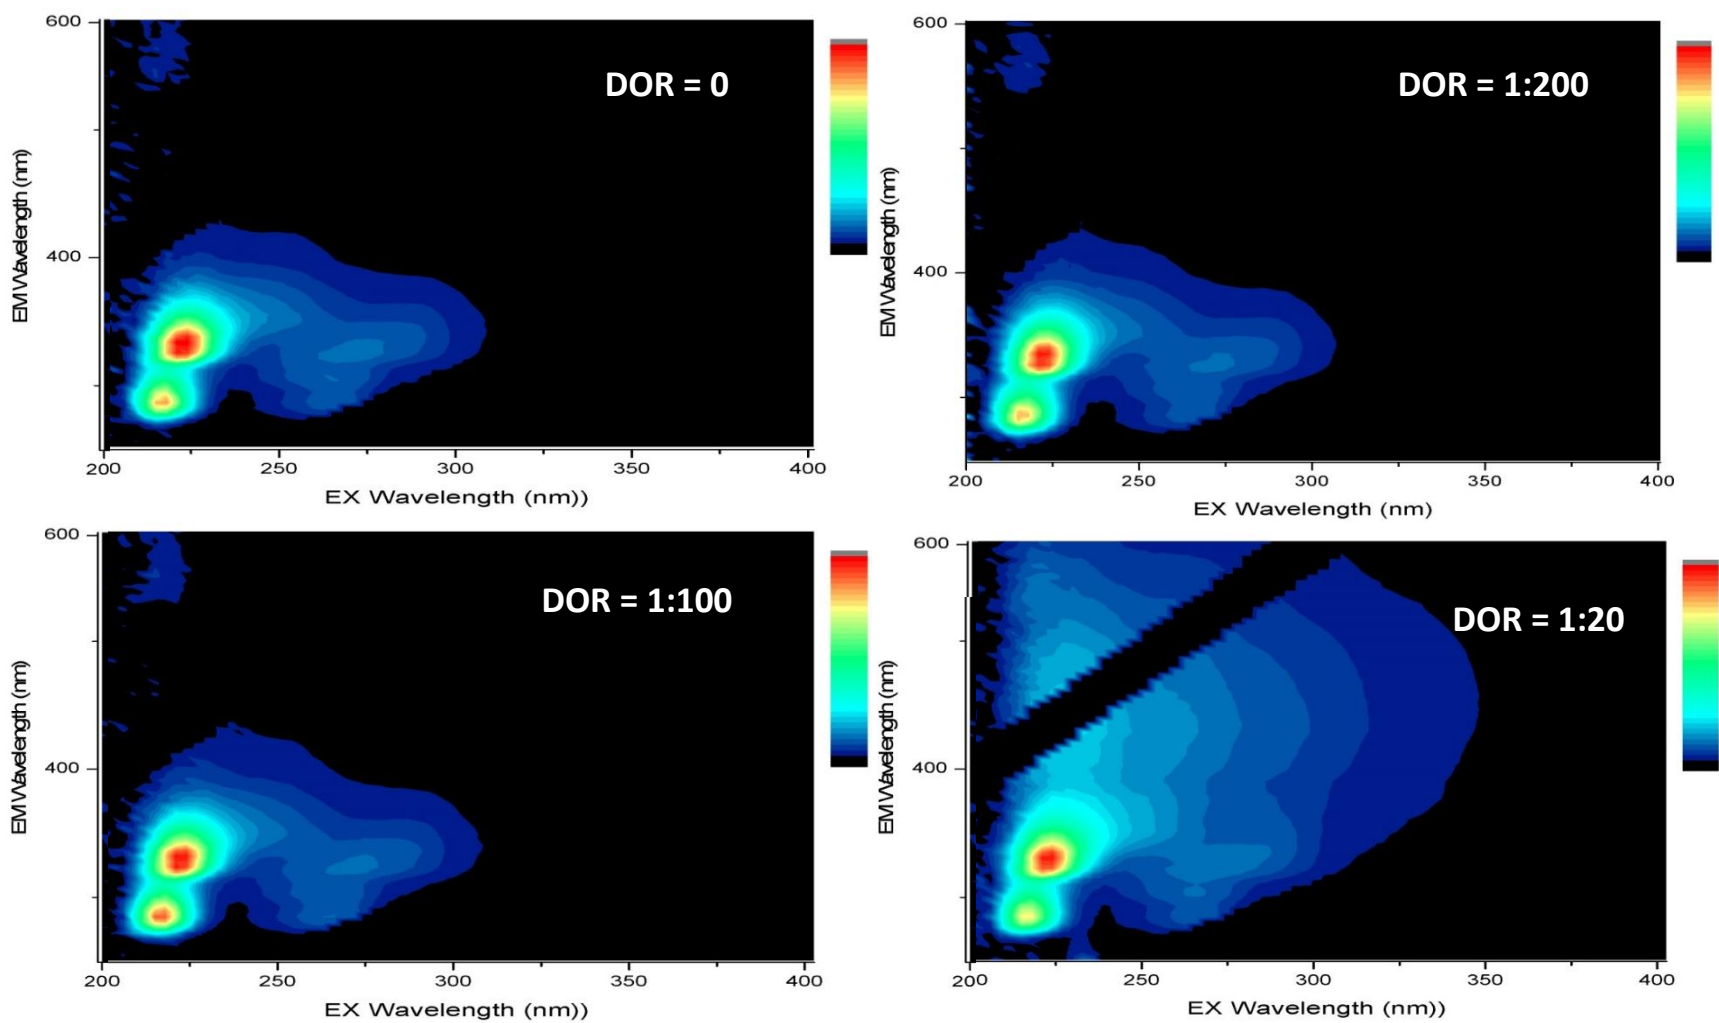 600
DOR = 0
EM Wavelength (nm)
400
200 250 300 350 400
EX Wavelength (nm))
600
DOR = 1:200
EM Wavelength (nm)
400
200 250 300 350 400
EX Wavelength (nm)
600
DOR = 1:100
EM Wavelength (nm)
400
200 250 300 350 400
EX Wavelength (nm))
600
DOR = 1:20
EM Wavelength (nm)
400
200 250 300 350 400
EX Wavelength (nm))